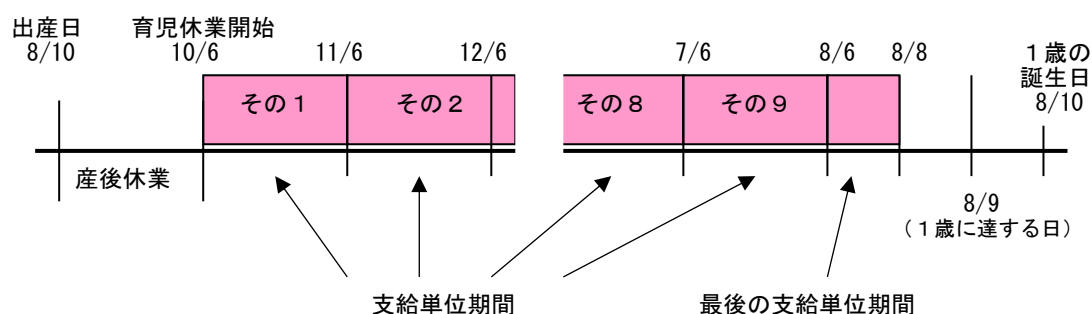 出産日
8/10
育児休業開始
10/6
11/6
12/6
7/6
8/6
8/8
1歳の
誕生日
8/10
その1
その2
その8
その9
産後休業
8/9
(1歳に達する日)
支給単位期間
最後の支給単位期間